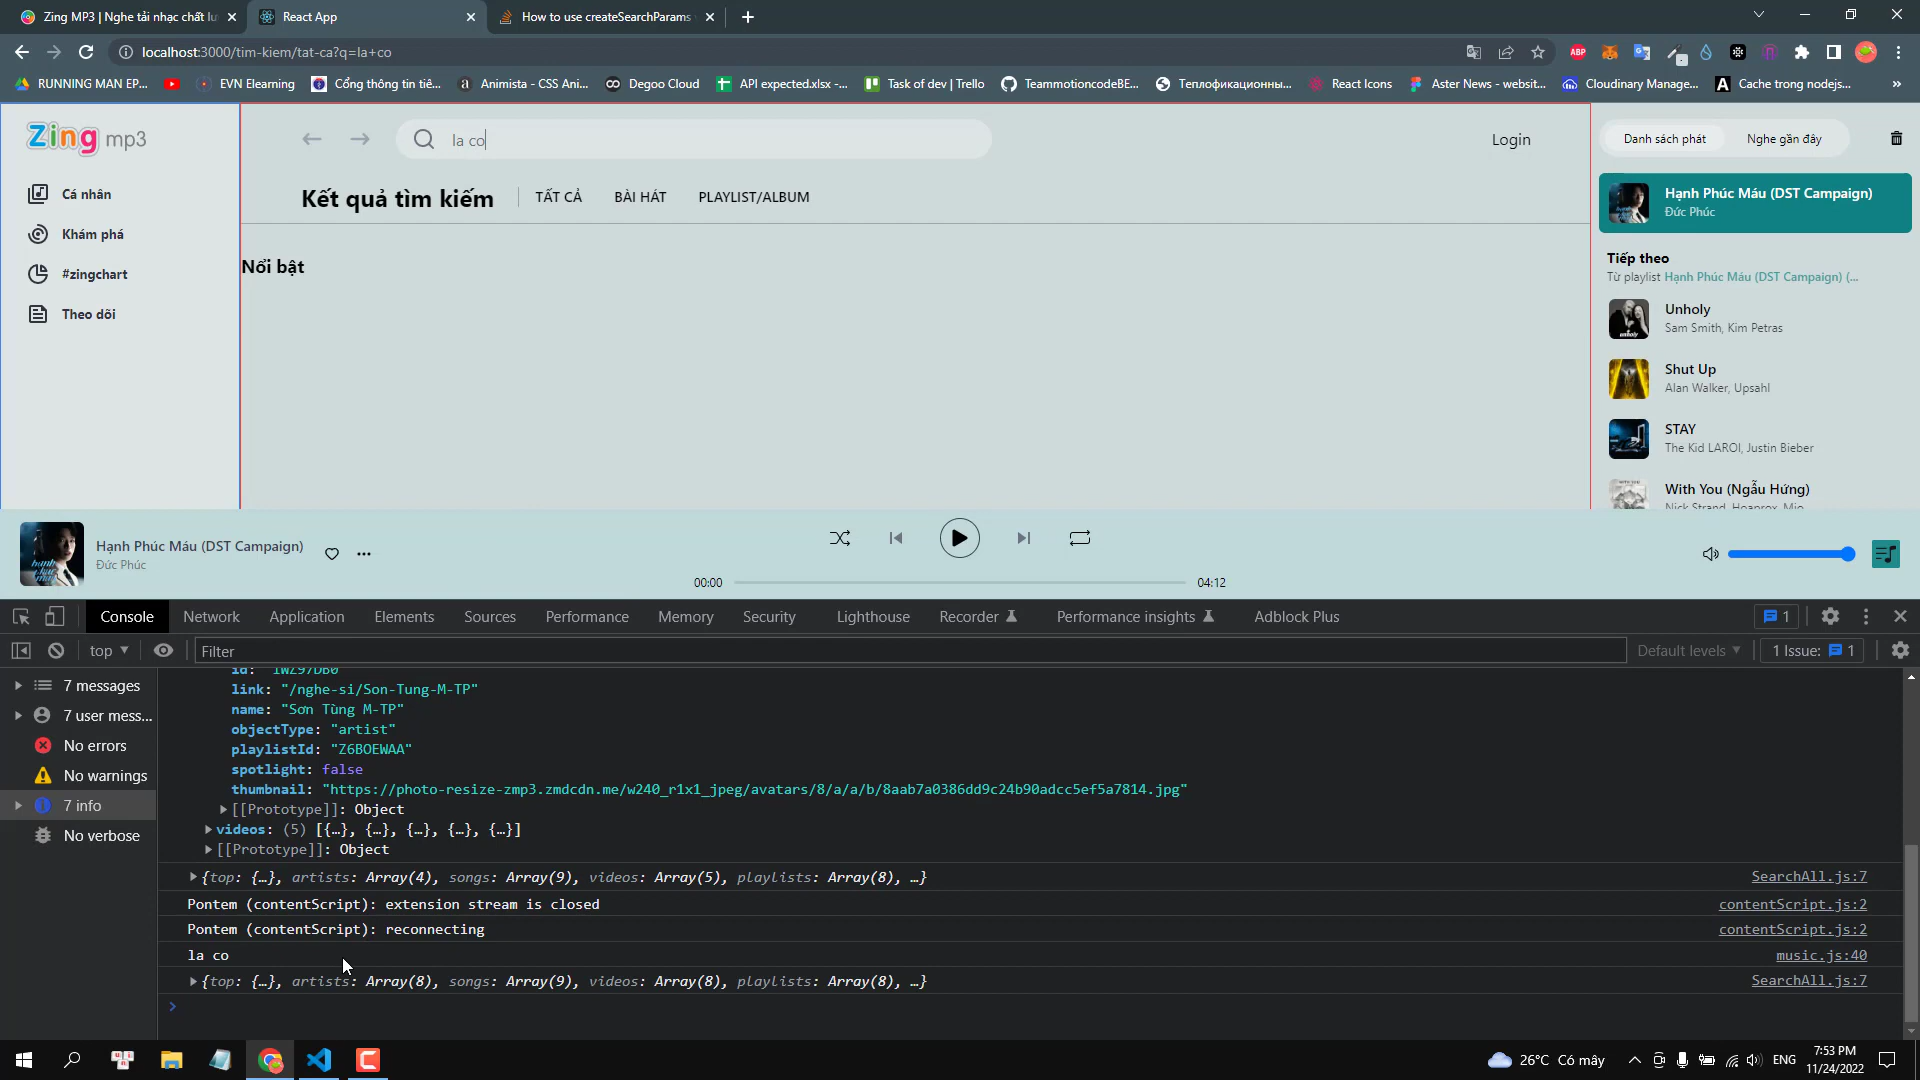 Zing MP3 | Nghe tải nhạc chất lư
React App
How to use createSearchParams
localhost:3000/tim-kiem/tat-ca?q=la+co
RUNNING MAN EP...
EVN Elearning
Cổng thông tin tiê...
Animista - CSS Ani...
Degoo Cloud
API expected.xlsx -...
Task of dev | Trello
TeammotioncodeBE...
Теплофикационны...
React Icons
Aster News - websit...
Cloudinary Manage...
Cache trong nodejs...
»
Zing mp3
la co
Login
Danh sách phát
Nghe gần đây
Cá nhân
Khám phá
#zingchart
Theo dõi
Kết quả tìm kiếm
TẤT CẢ
BÀI HÁT
PLAYLIST/ALBUM
Nổi bật
Hạnh Phúc Máu (DST Campaign)
Đức Phúc
Tiếp theo
Từ playlist Hạnh Phúc Máu (DST Campaign) (...
Unholy
Sam Smith, Kim Petras
Shut Up
Alan Walker, Upsahl
STAY
The Kid LAROI, Justin Bieber
With You (Ngẫu Hứng)
Nick Strand, Hoaprox, Mio
Hạnh Phúc Máu (DST Campaign)
Đức Phúc
00:00
04:12
Console
Network
Application
Elements
Sources
Performance
Memory
Security
Lighthouse
Recorder
Performance insights
Adblock Plus
1
top
Filter
Default levels
1 Issue: 1
7 messages
7 user mess...
No errors
No warnings
7 info
No verbose
id: "IWZ97DB0"
link: "/nghe-si/Son-Tung-M-TP"
name: "Sơn Tùng M-TP"
objectType: "artist"
playlistId: "Z6BOEWAA"
spotlight: false
thumbnail: "https://photo-resize-zmp3.zmdcdn.me/w240_r1x1_jpeg/avatars/8/a/a/b/8aab7a0386dd9c24b90adcc5ef5a7814.jpg"
[[Prototype]]: Object
videos: (5) [{…}, {…}, {…}, {…}, {…}]
[[Prototype]]: Object
{top: {…}, artists: Array(4), songs: Array(9), videos: Array(5), playlists: Array(8), …}
SearchAll.js:7
Pontem (contentScript): extension stream is closed
contentScript.js:2
Pontem (contentScript): reconnecting
contentScript.js:2
la co
music.js:40
{top: {…}, artists: Array(8), songs: Array(9), videos: Array(8), playlists: Array(8), …}
SearchAll.js:7
26°C Có mây
ENG
7:53 PM
11/24/2022